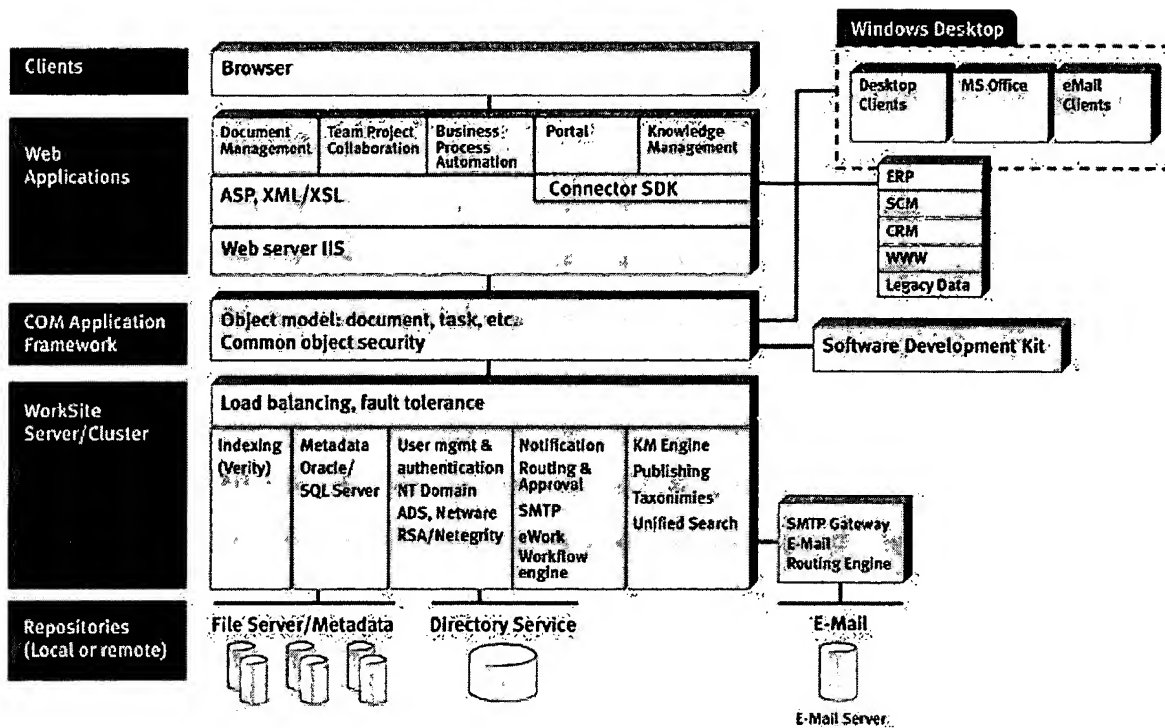 Windows Desktop
Clients
Browser
Desktop
Clients
MS Office
eMail
Clients
Web
Applications
Document
Management
Team Project
Collaboration
Business
Process
Automation
Portal
Knowledge
Management
ASP, XML/XSL
Connector SDK
Web server IIS
ERP
SCM
CRM
WWW
Legacy Data
COM Application
Framework
Object model: document, task, etc.
Common object security
Software Development Kit
WorkSite
Server/Cluster
Load balancing, fault tolerance
Indexing
(Verity)
Metadata
Oracle/
SQL Server
User mgmt &
authentication
NT Domain
ADS, Netware
RSA/Netegrity
Notification
Routing &
Approval
SMTP
eWork
Workflow
engine
KM Engine
Publishing
Taxonimies
Unified Search
SMTP Gateway
E-Mail
Routing Engine
Repositories
(Local or remote)
File Server/Metadata
Directory Service
E-Mail
E-Mail Server